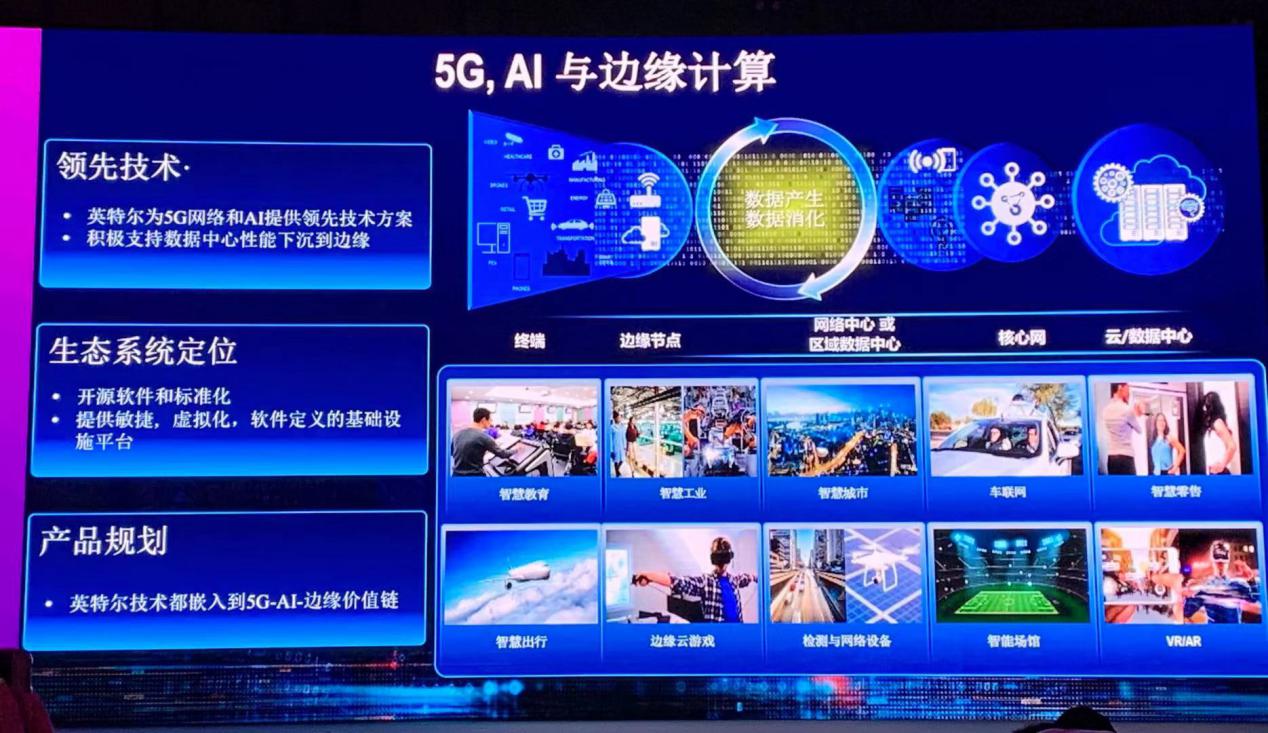 5G, AI 与边缘计算
领先技术·
• 英特尔为5G网络和AI提供领先技术方案
• 积极支持数据中心性能下沉到边缘
生态系统定位
• 开源软件和标准化
• 提供敏捷，虚拟化，软件定义的基础设
施平台
产品规划
• 英特尔技术都嵌入到5G-AI-边缘价值链
VIDEO
HEALTHCARE
DRONES
MANUFACTURING
RETAIL
ENERGY
TRANSPORTATION
PCs
PHONES
数据产生
数据消化
终端
边缘节点
网络中心 或
区域数据中心
核心网
云/数据中心
智慧教育
智慧工业
智慧城市
车联网
智慧零售
智慧出行
边缘云游戏
检测与网络设备
智能场馆
VR/AR